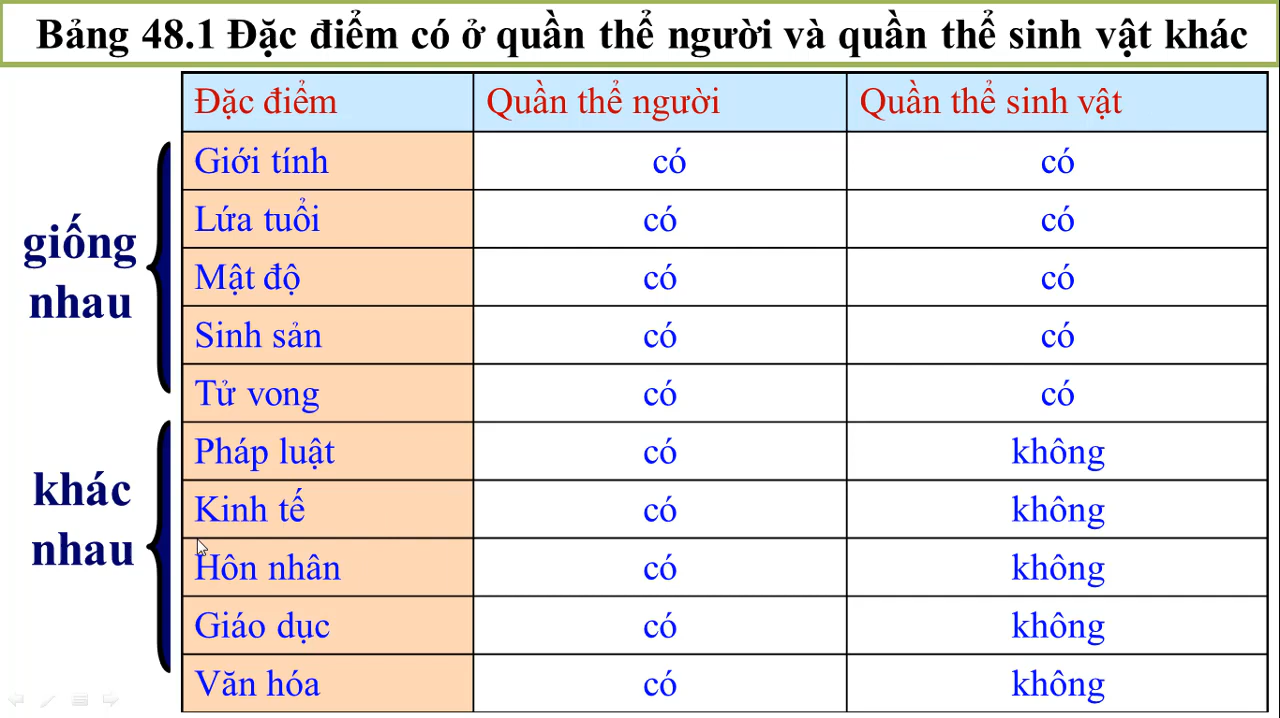 Bảng 48.1 Đặc điểm có ở quần thể người và quần thể sinh vật khác
Đặc điểm Quần thể người Quần thể sinh vật
giống
nhau
Giới tính có có
Lứa tuổi có có
Mật độ có có
Sinh sản có có
Tử vong có có
khác
nhau
Pháp luật có không
Kinh tế có không
Hôn nhân có không
Giáo dục có không
Văn hóa có không